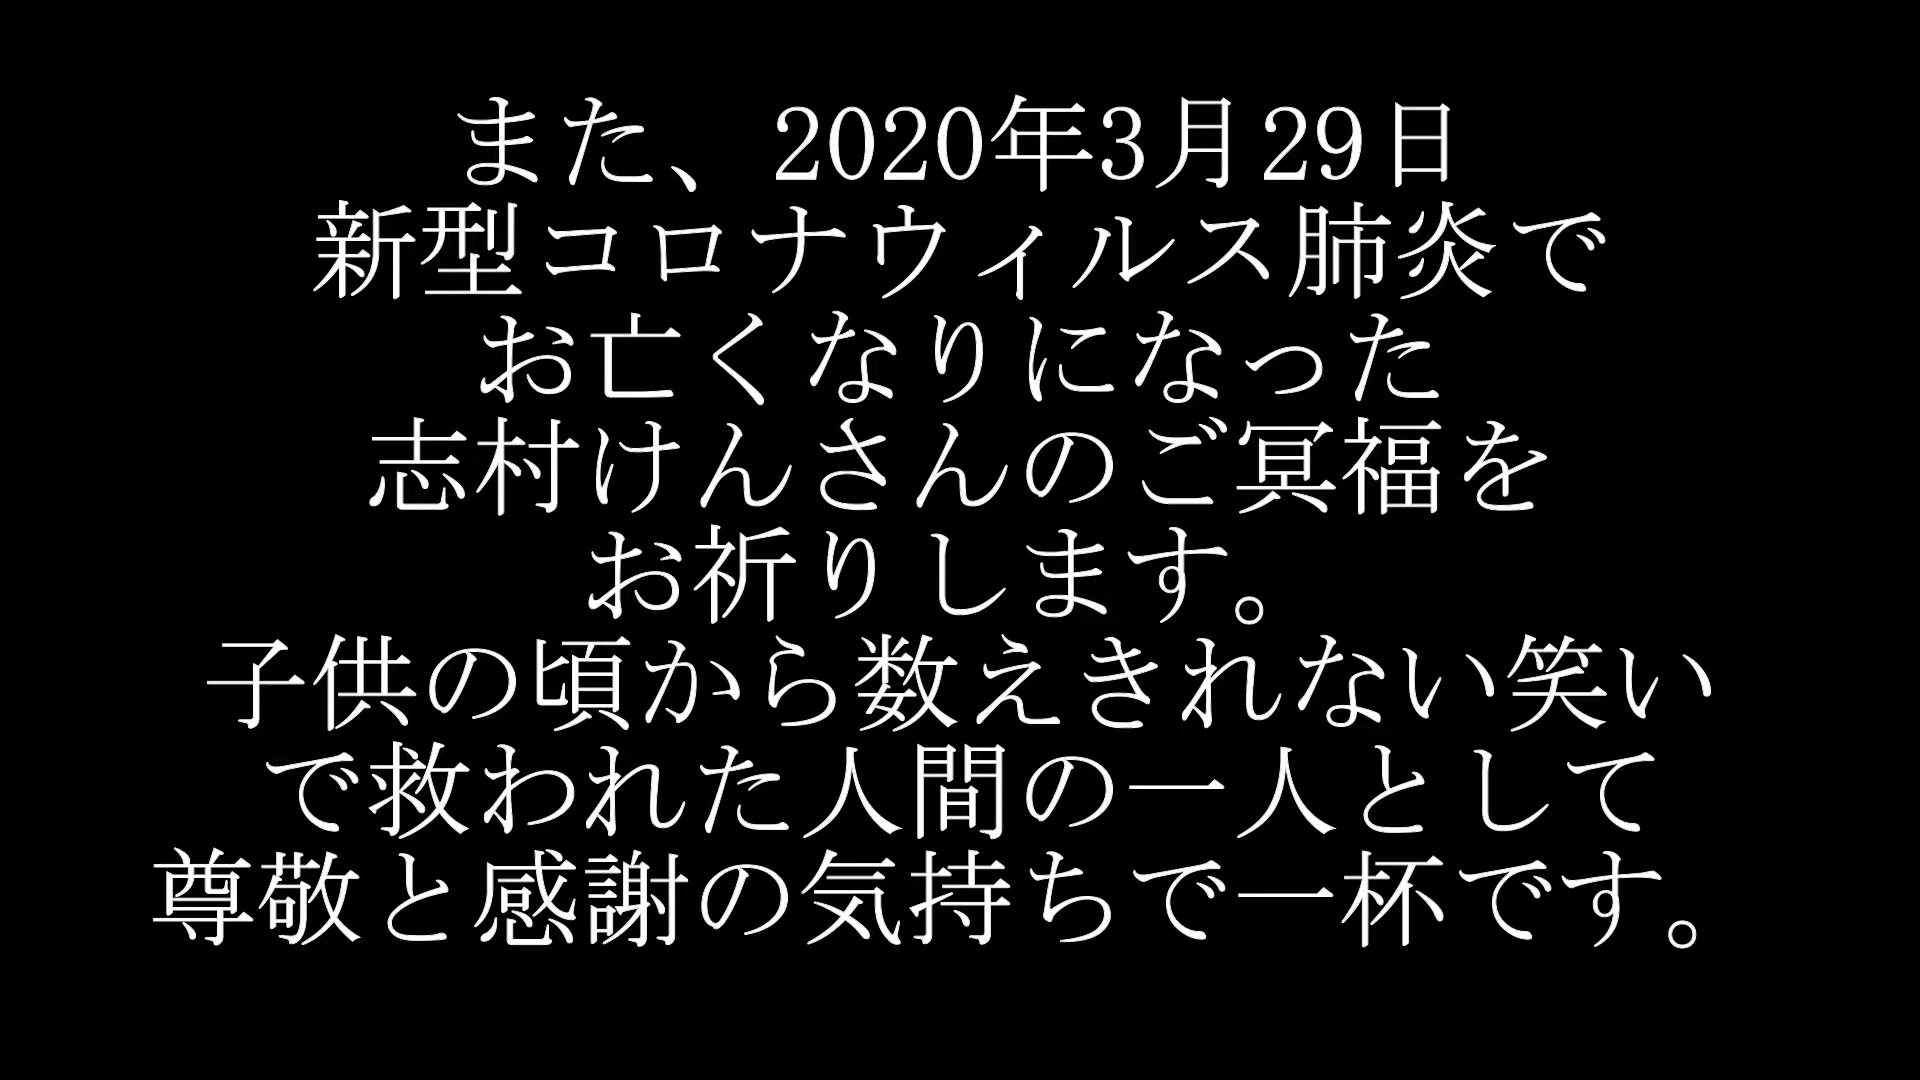 また、2020年3月29日
新型コロナウィルス肺炎で
お亡くなりになった
志村けんさんのご冥福を
お祈りします。
子供の頃から数えきれない笑い
で救われた人間の一人として
尊敬と感謝の気持ちで一杯です。